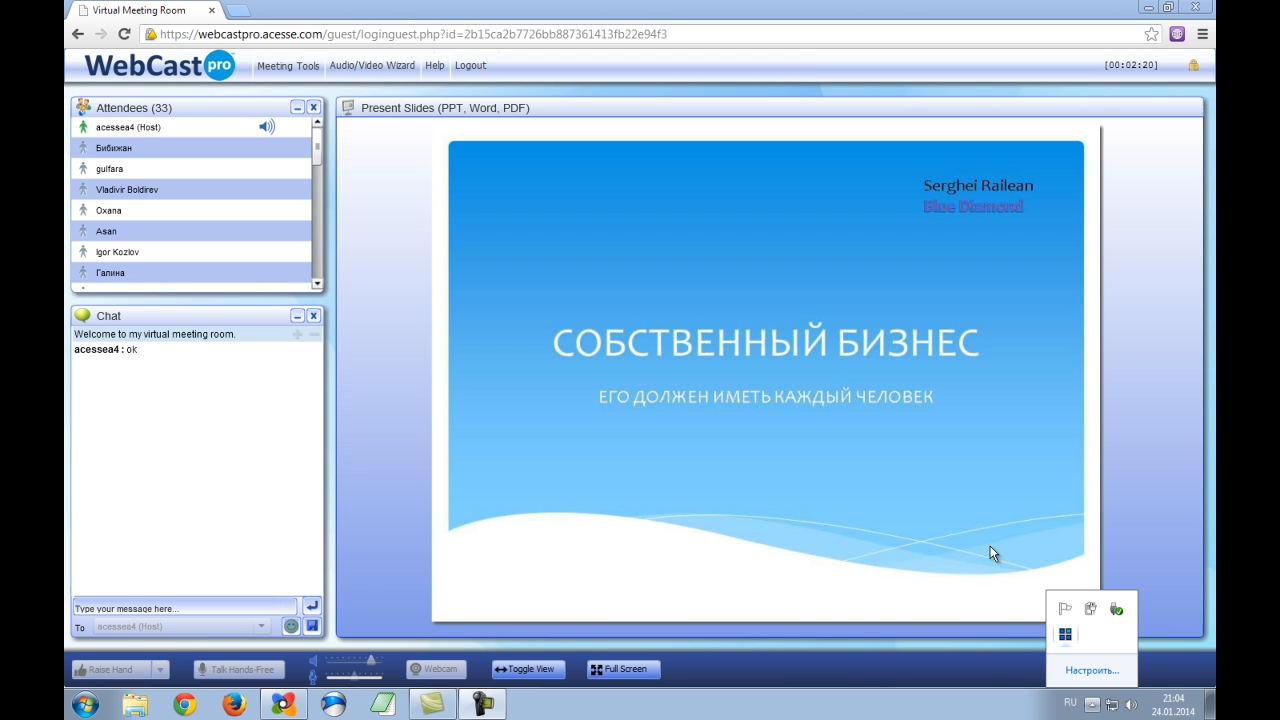 Virtual Meeting Room
https://webcastpro.acesse.com/guest/loginguest.php?id=2b15ca2b7726bb887361413fb22e94f3
WebCast pro
Meeting Tools
Audio/Video Wizard
Help
Logout
[00:02:20]
Attendees (33)
acessea4 (Host)
Бибижан
gulfara
Vladivir Boldirev
Oxana
Asan
Igor Kozlov
Галина
Chat
Welcome to my virtual meeting room.
acessea4 : ok
Type your message here...
To acessea4 (Host)
Present Slides (PPT, Word, PDF)
Serghei Railean
Blue Diamond
СОБСТВЕННЫЙ БИЗНЕС
ЕГО ДОЛЖЕН ИМЕТЬ КАЖДЫЙ ЧЕЛОВЕК
Настроить...
Raise Hand
Talk Hands-Free
Webcam
Toggle View
Full Screen
RU
21:04
24.01.2014